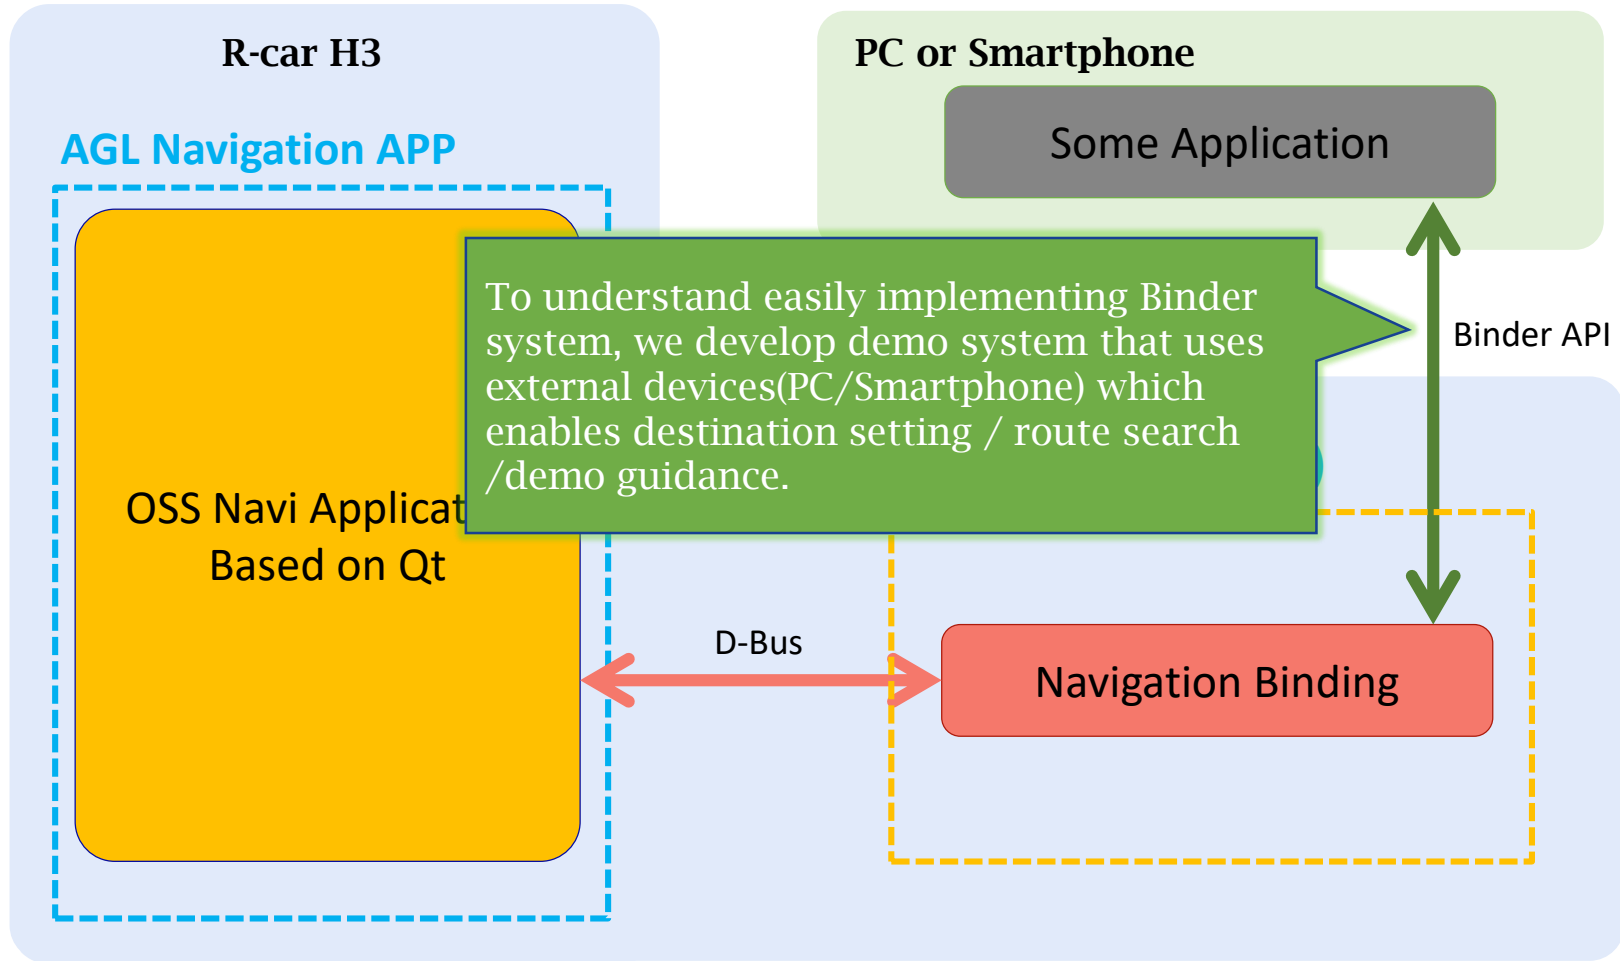 R-car H3
PC or Smartphone
AGL Navigation APP
Some Application
To understand easily implementing Binder
system, we develop demo system that uses
external devices(PC/Smartphone) which
enables destination setting / route search
/demo guidance.
Binder API
OSS Navi Applicat
Based on Qt
D-Bus
Navigation Binding